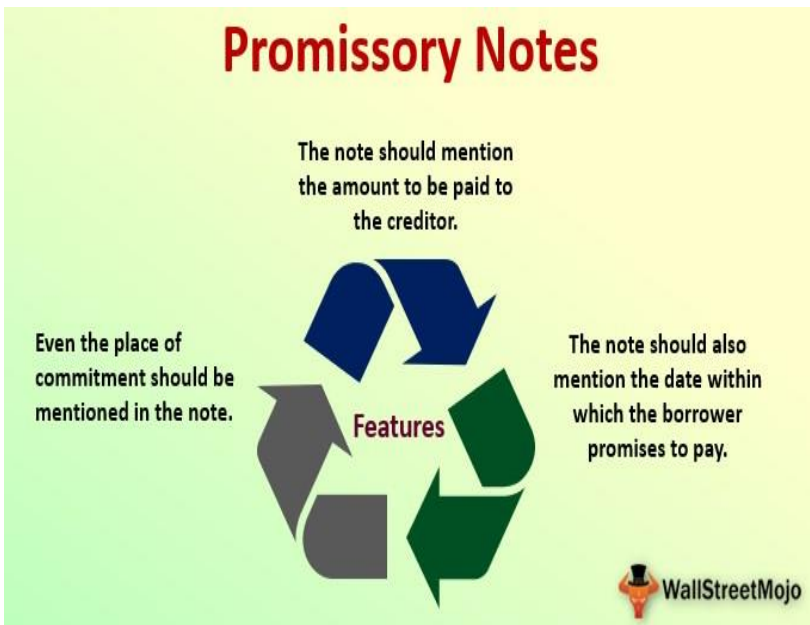 Promissory Notes
The note should mention
the amount to be paid to
the creditor.
Even the place of
commitment should be
mentioned in the note.
Features
The note should also
mention the date within
which the borrower
promises to pay.
WallStreetMojo